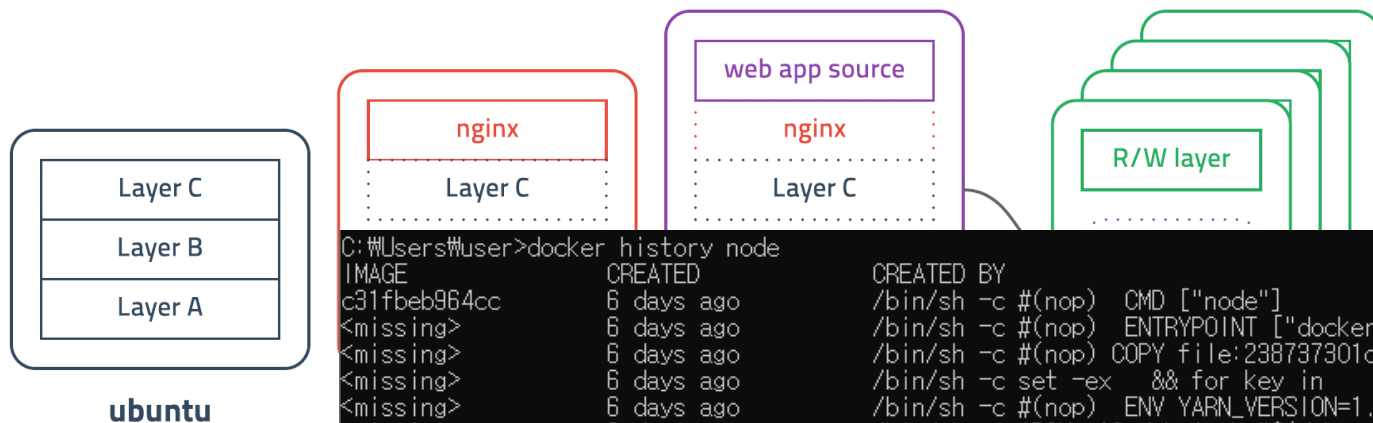 Layer C
Layer B
Layer A
ubuntu
nginx
Layer C
web app source
nginx
Layer C
R/W layer
C:₩Users₩user>docker history node
IMAGE CREATED CREATED BY
c31fbeb964cc 6 days ago /bin/sh -c #(nop) CMD ["node"]
<missing> 6 days ago /bin/sh -c #(nop) ENTRYPOINT ["docker
<missing> 6 days ago /bin/sh -c #(nop) COPY file:238737301c
<missing> 6 days ago /bin/sh -c set -ex && for key in
<missing> 6 days ago /bin/sh -c #(nop) ENV YARN_VERSION=1.